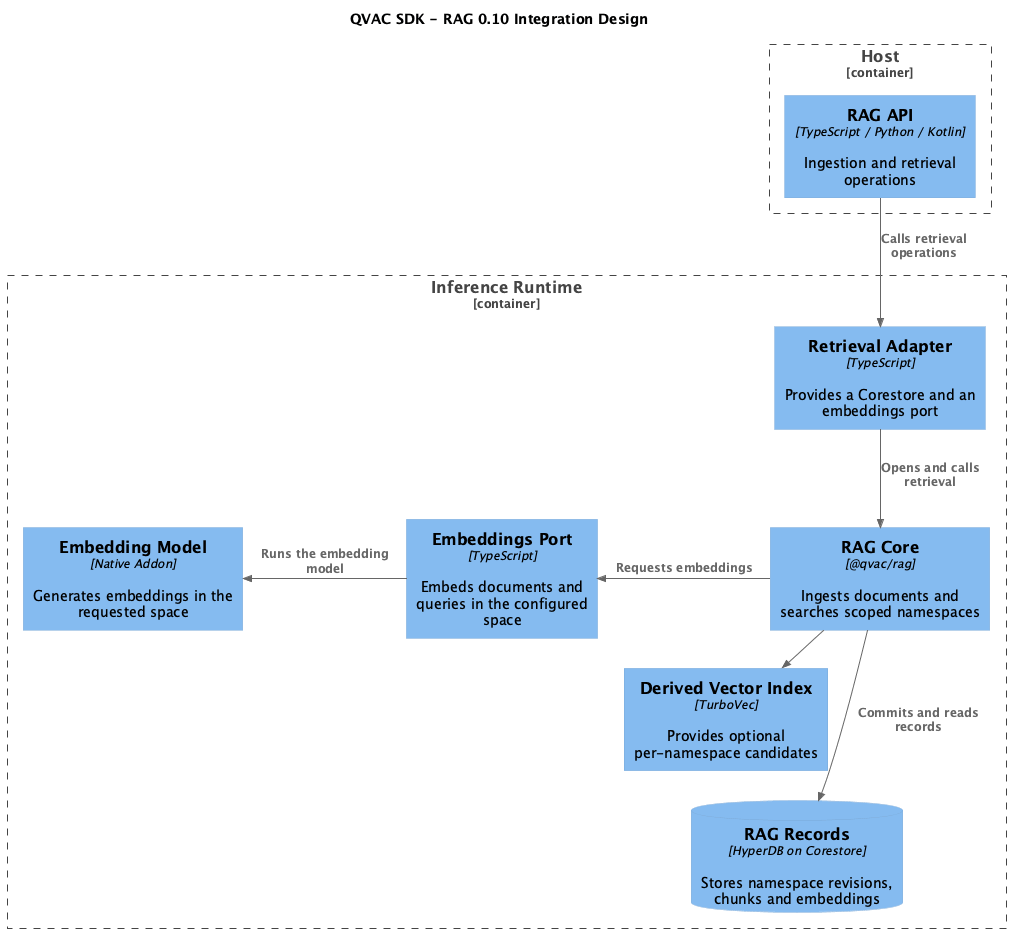 QVAC SDK – RAG 0.10 Integration Design
Host
[container]
RAG API
[TypeScript / Python / Kotlin]
Ingestion and retrieval
operations
Calls retrieval
operations
Inference Runtime
[container]
Retrieval Adapter
[TypeScript]
Provides a Corestore and an
embeddings port
Opens and calls
retrieval
Embedding Model
[Native Addon]
Generates embeddings in the
requested space
Runs the embedding
model
Embeddings Port
[TypeScript]
Embeds documents and
queries in the configured
space
Requests embeddings
RAG Core
[@qvac/rag]
Ingests documents and
searches scoped namespaces
Derived Vector Index
[TurboVec]
Provides optional
per-namespace candidates
Commits and reads
records
RAG Records
[HyperDB on Corestore]
Stores namespace revisions,
chunks and embeddings